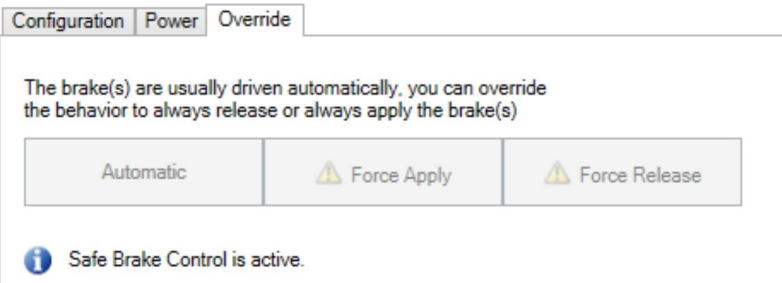 Configuration Power Override
The brake(s) are usually driven automatically, you can override
the behavior to always release or always apply the brake(s)
Automatic Force Apply Force Release
Safe Brake Control is active.